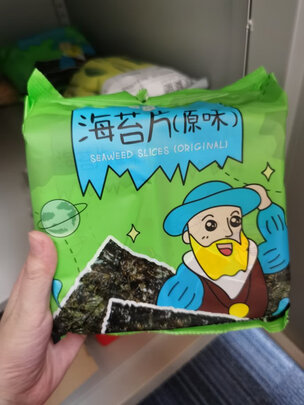 海苔片(原味)
SEAWEED SLICES (ORIGINAL)